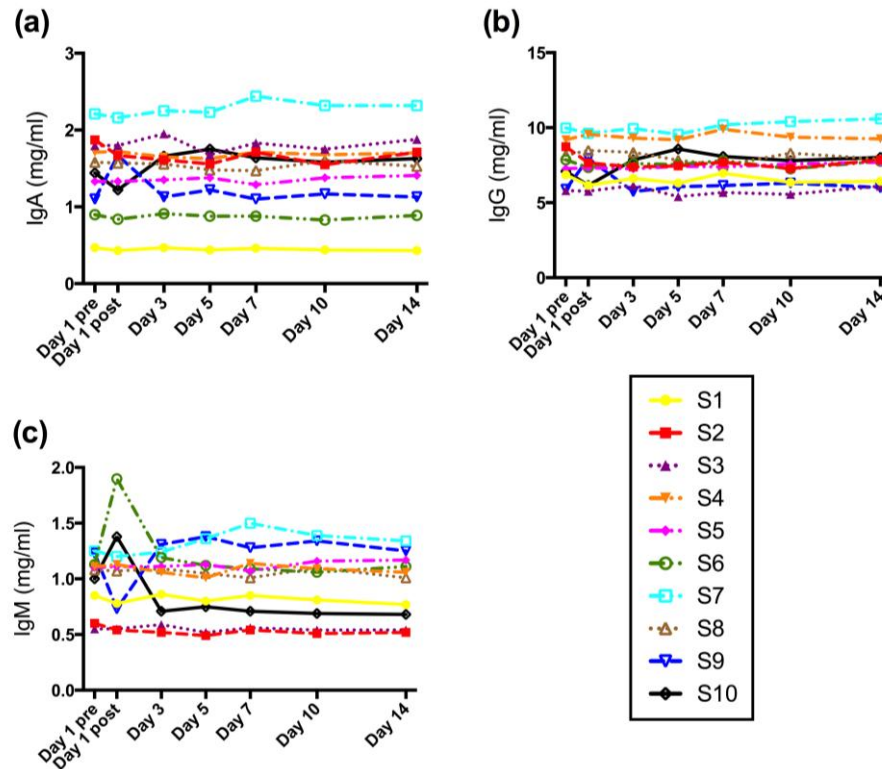 (a)
3
2
1
0
IgA (mg/ml)
Day 1 pre
Day 1 post
Day 3
Day 5
Day 7
Day 10
Day 14
(b)
15
10
5
0
IgG (mg/ml)
Day 1 pre
Day 1 post
Day 3
Day 5
Day 7
Day 10
Day 14
(c)
2.0
1.5
1.0
0.5
0.0
IgM (mg/ml)
Day 1 pre
Day 1 post
Day 3
Day 5
Day 7
Day 10
Day 14
S1
S2
S3
S4
S5
S6
S7
S8
S9
S10